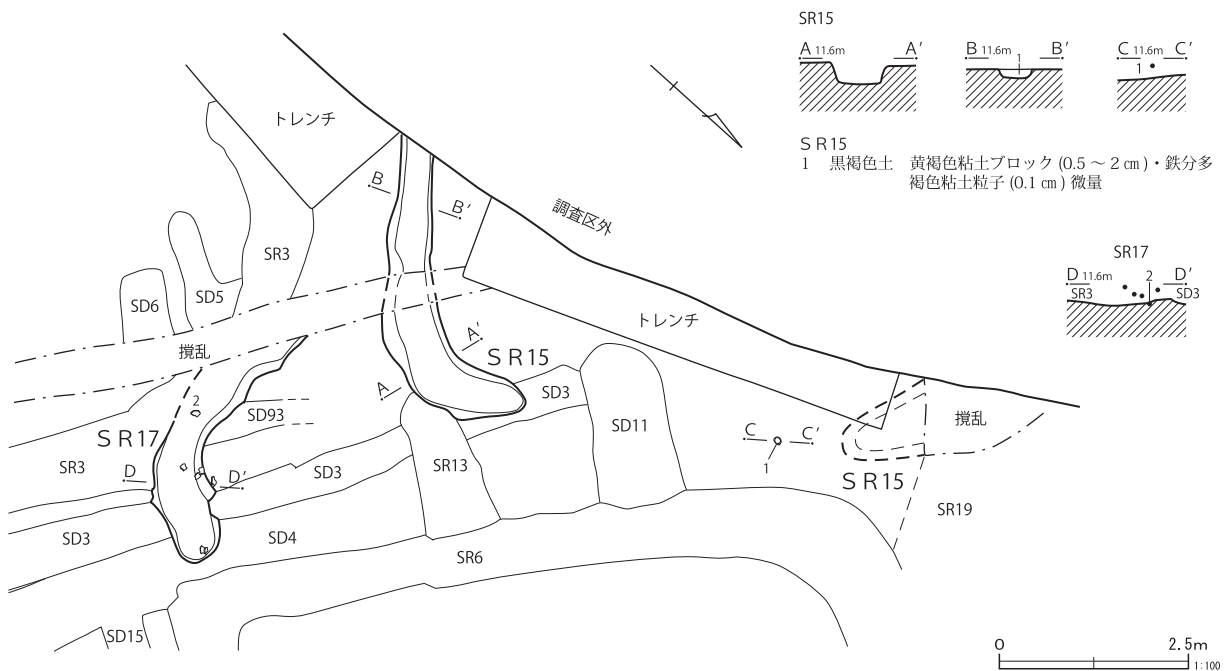 SR15
A 11.6m A'
B 11.6m 1 B'
C 11.6m C'
1
ＳＲ15
1 黒褐色土 黄褐色粘土ブロック (0.5 ～ 2 ㎝)・鉄分多
褐色粘土粒子 (0.1 ㎝) 微量
SR17
D 11.6m 2 D'
SR3 SD3
トレンチ
B
B'
調査区外
SR3
SD5
SD6
トレンチ
撹乱
A'
ＳＲ15
A
SD3
2
SD93
SD11
撹乱
ＳＲ17
C C'
1
SR3
D D'
SD3
SR13
ＳＲ15
SR19
SD3
SD4
SR6
SD15
0 2.5m
1:100